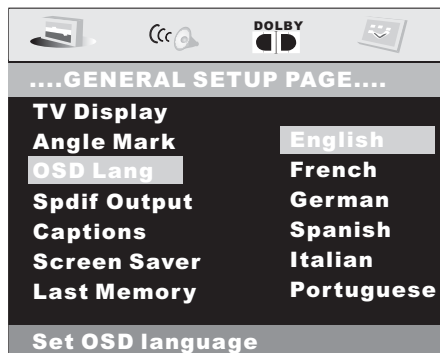 DOLBY
....GENERAL SETUP PAGE....
TV Display
Angle Mark English
OSD Lang French
Spdif Output German
Captions Spanish
Screen Saver Italian
Last Memory Portuguese
Set OSD language